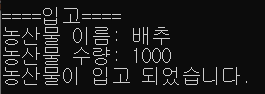 ====입고====
농산물 이름: 배추
농산물 수량: 1000
농산물이 입고 되었습니다.